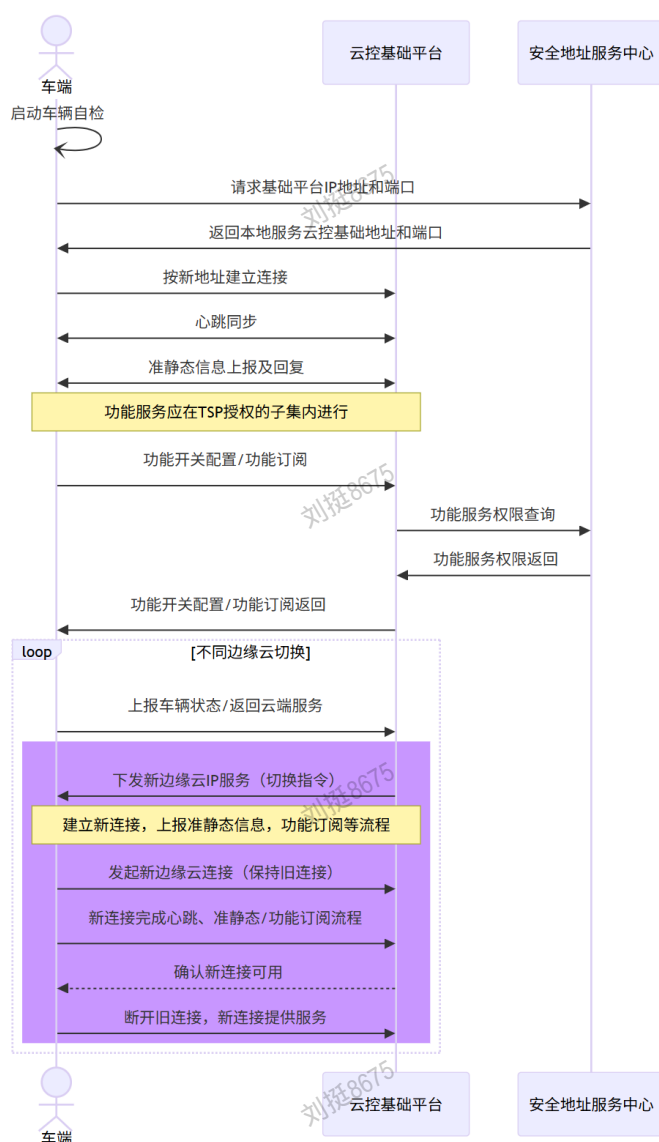 云控基础平台
安全地址服务中心
车端
启动车辆自检
请求基础平台IP地址和端口
刘挺8675
返回本地服务云控基础地址和端口
按新地址建立连接
心跳同步
准静态信息上报及回复
功能服务应在TSP授权的子集内进行
功能开关配置/功能订阅
刘挺8675
功能服务权限查询
功能服务权限返回
功能开关配置/功能订阅返回
loop
[不同边缘云切换]
上报车辆状态/返回云端服务
下发新边缘云IP服务（切换指令）
刘挺8675
建立新连接，上报准静态信息，功能订阅等流程
发起新边缘云连接（保持旧连接）
新连接完成心跳、准静态/功能订阅流程
确认新连接可用
断开旧连接，新连接提供服务
刘挺8675
云控基础平台
安全地址服务中心
车端